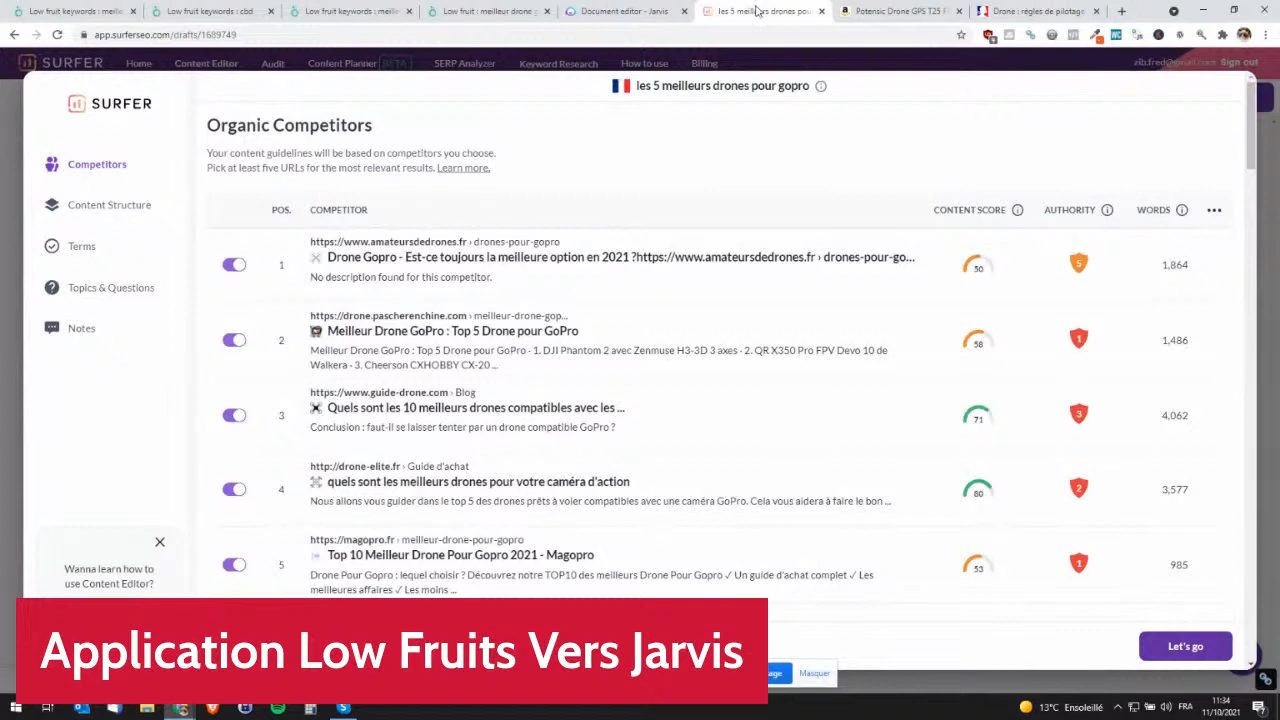 Low fruits keywords - meille
Low fruits keywords - cbd
Low fruits keywords - drone
Document editor - Jarvis
les 5 meilleurs drones pou
Potensic Drone GPS T25 F
Drone : règles de pilotage
app.surferseo.com/drafts/1689749
SURFER
Home
Content Editor
Audit
Content Planner BETA
SERP Analyzer
Keyword Research
How to use
Billing
Sign out
les 5 meilleurs drones pour gopro
SURFER
Competitors
Content Structure
Terms
Topics & Questions
Notes
Wanna learn how to
use Content Editor?
Organic Competitors
Your content guidelines will be based on competitors you choose.
Pick at least five URLs for the most relevant results. Learn more.
POS. COMPETITOR CONTENT SCORE AUTHORITY WORDS
https://www.amateursdedrones.fr › drones-pour-gopro
1 Drone Gopro - Est-ce toujours la meilleure option en 2021 ?https://www.amateursdedrones.fr › drones-pour-go... 50 5 1,864
No description found for this competitor.
https://drone.pascherenchine.com › meilleur-drone-gop...
2 Meilleur Drone GoPro : Top 5 Drone pour GoPro 58 1 1,486
Meilleur Drone GoPro : Top 5 Drone pour GoPro · 1. DJI Phantom 2 avec Zenmuse H3-3D 3 axes · 2. QR X350 Pro FPV Devo 10 de
Walkera · 3. Cheerson CXHOBBY CX-20 ...
https://www.guide-drone.com › Blog
3 Quels sont les 10 meilleurs drones compatibles avec les ... 71 3 4,062
Conclusion : faut-il se laisser tenter par un drone compatible GoPro ?
http://drone-elite.fr › Guide d'achat
4 quels sont les meilleurs drones pour votre caméra d'action 80 2 3,577
Nous allons vous guider dans le top 5 des drones prêts à voler compatibles avec une caméra GoPro. Cela vous aidera à faire le bon ...
https://magopro.fr › meilleur-drone-pour-gopro
5 Top 10 Meilleur Drone Pour Gopro 2021 - Magopro 53 1 985
Drone Pour Gopro : lequel choisir ? Découvrez notre TOP10 des meilleurs Drone Pour Gopro ✓ Un guide d'achat complet ✓ Les
meilleures affaires ✓ Les moins ...
Application Low Fruits Vers Jarvis
Let's go
Masquer
13°C Ensoleillé
FRA
11:34
11/10/2021